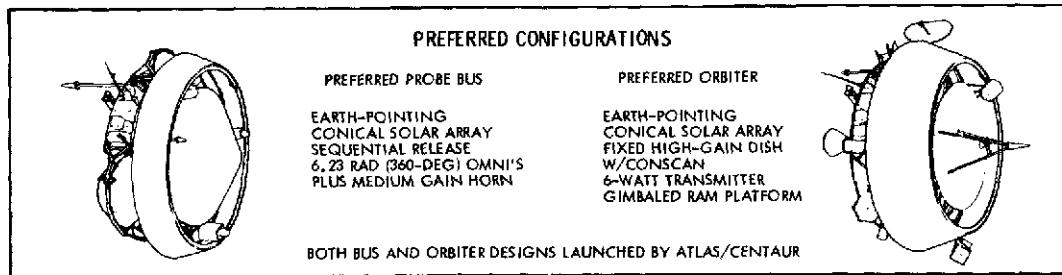 PREFERRED CONFIGURATIONS
PREFERRED PROBE BUS
EARTH-POINTING
CONICAL SOLAR ARRAY
SEQUENTIAL RELEASE
6,23 RAD (360-DEG) OMNI'S
PLUS MEDIUM GAIN HORN
PREFERRED ORBITER
EARTH-POINTING
CONICAL SOLAR ARRAY
FIXED HIGH-GAIN DISH
W/CONSCAN
6-WATT TRANSMITTER
GIMBALED RAM PLATFORM
BOTH BUS AND ORBITER DESIGNS LAUNCHED BY ATLAS/CENTAUR